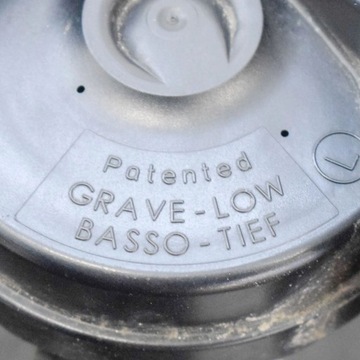 Patented
GRAVE-LOW
BASSO-TIEF
L